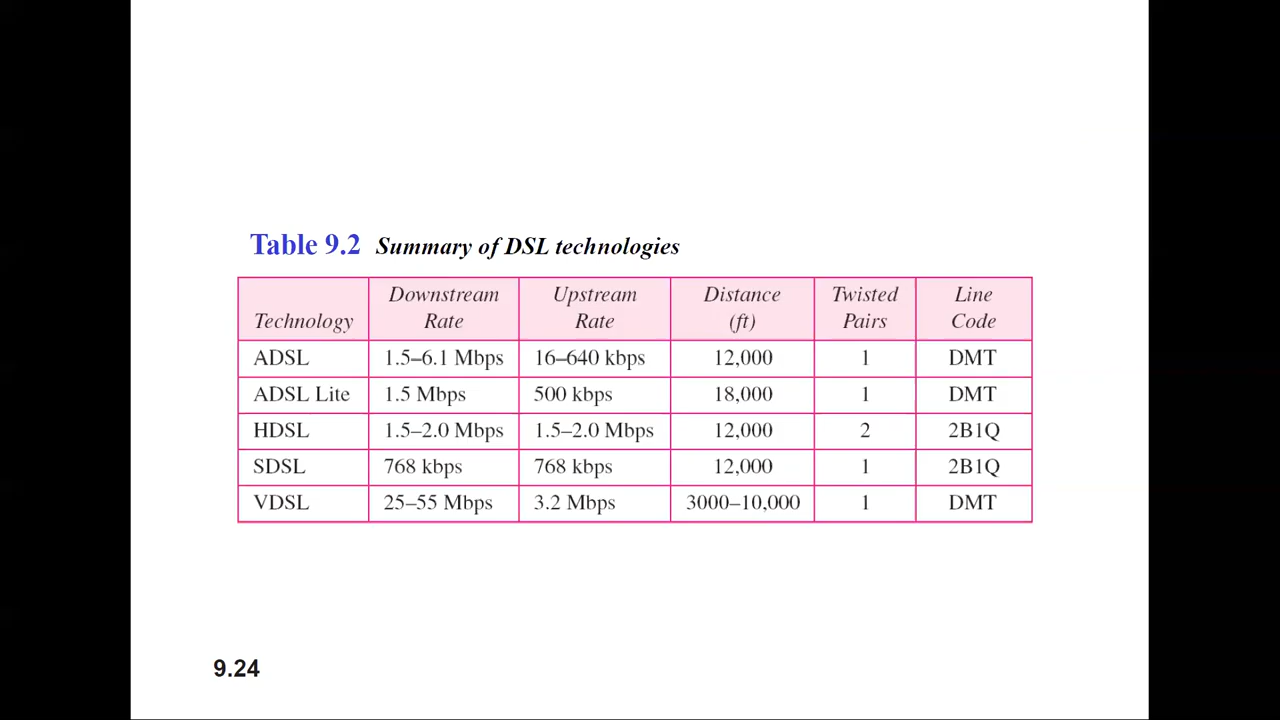 Table 9.2 Summary of DSL technologies
Technology Downstream Rate Upstream Rate Distance (ft) Twisted Pairs Line Code
ADSL 1.5–6.1 Mbps 16–640 kbps 12,000 1 DMT
ADSL Lite 1.5 Mbps 500 kbps 18,000 1 DMT
HDSL 1.5–2.0 Mbps 1.5–2.0 Mbps 12,000 2 2B1Q
SDSL 768 kbps 768 kbps 12,000 1 2B1Q
VDSL 25–55 Mbps 3.2 Mbps 3000–10,000 1 DMT
9.24